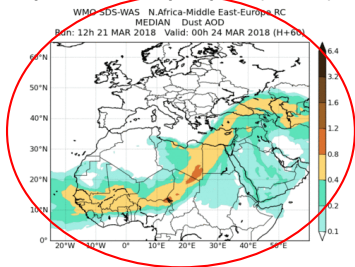 WMO SDS-WAS N.Africa-Middle East-Europe RC
MEDIAN Dust AOD
Run: 12h 21 MAR 2018 Valid: 00h 24 MAR 2018 (H+60)
60°N
50°N
40°N
30°N
20°N
10°N
0°
20°W 10°W 0° 10°E 20°E 30°E 40°E 50°E
6.4
3.2
1.6
1.2
0.8
0.4
0.2
0.1